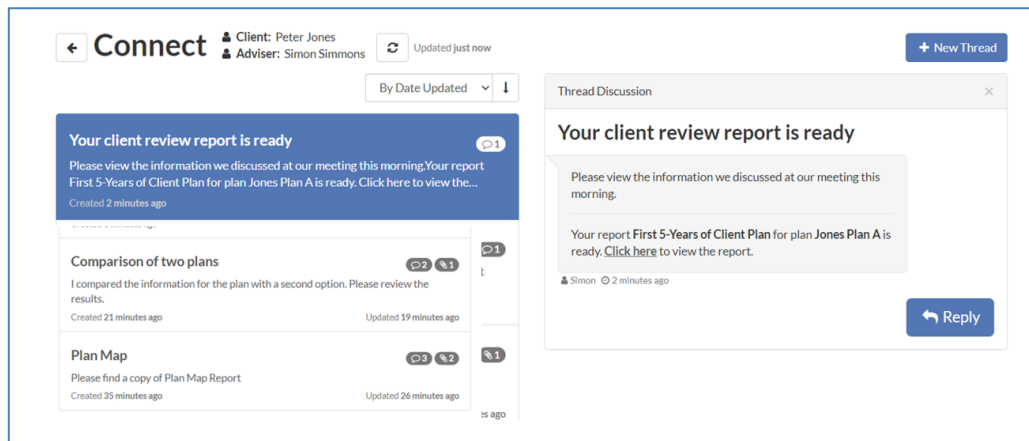 Connect
Client: Peter Jones
Adviser: Simon Simmons
Updated just now
New Thread
By Date Updated
Your client review report is ready
1
Please view the information we discussed at our meeting this morning.Your report
First 5-Years of Client Plan for plan Jones Plan A is ready. Click here to view the...
Created 2 minutes ago
1
Comparison of two plans
2 1
I compared the information for the plan with a second option. Please review the
results.
Created 21 minutes ago
Updated 19 minutes ago
Plan Map
3 2
1
Please find a copy of Plan Map Report
Created 35 minutes ago
Updated 26 minutes ago
es ago
Thread Discussion
Your client review report is ready
Please view the information we discussed at our meeting this
morning.
Your report First 5-Years of Client Plan for plan Jones Plan A is
ready. Click here to view the report.
Simon 2 minutes ago
Reply